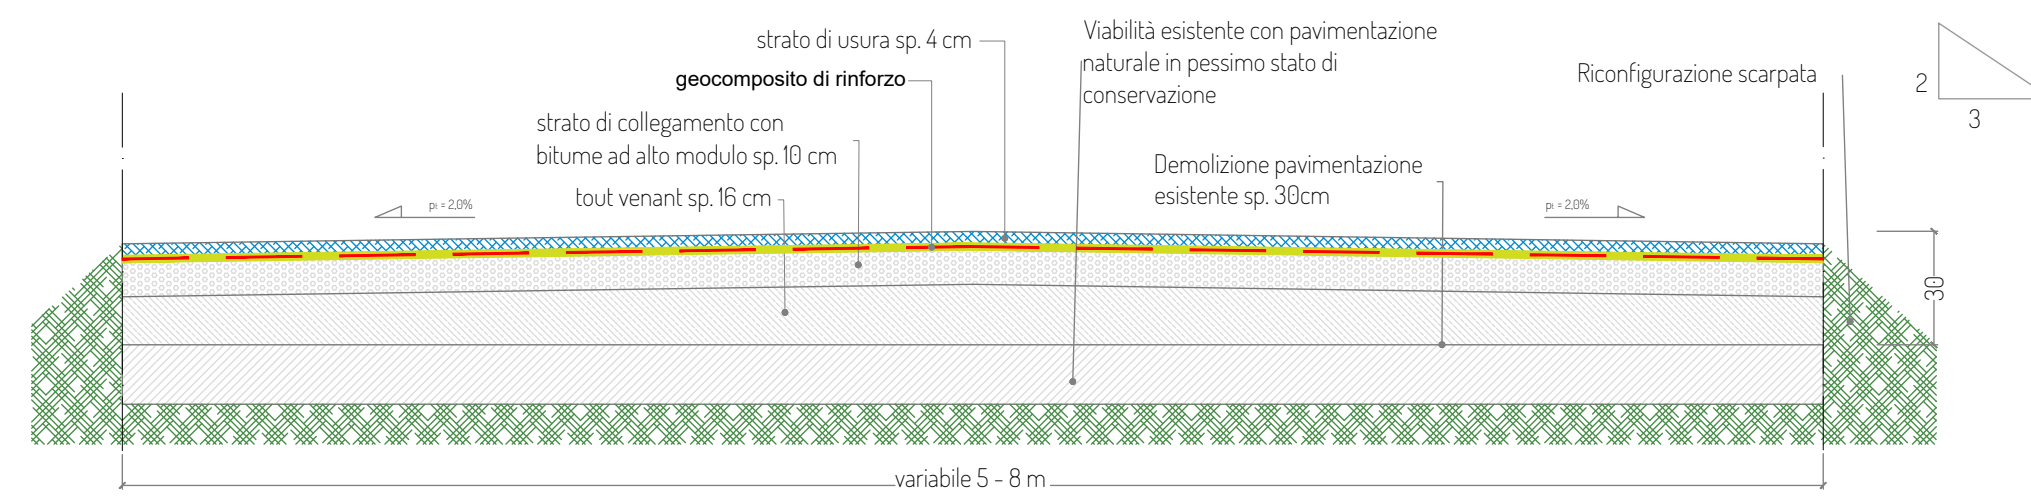 strato di usura sp. 4 cm
geocomposito di rinforzo
strato di collegamento con
bitume ad alto modulo sp. 10 cm
tout venant sp. 16 cm
Viabilità esistente con pavimentazione
naturale in pessimo stato di
conservazione
Demolizione pavimentazione
esistente sp. 30cm
Riconfigurazione scarpata
2
3
pt = 2,0%
pt = 2,0%
30
variabile 5 - 8 m